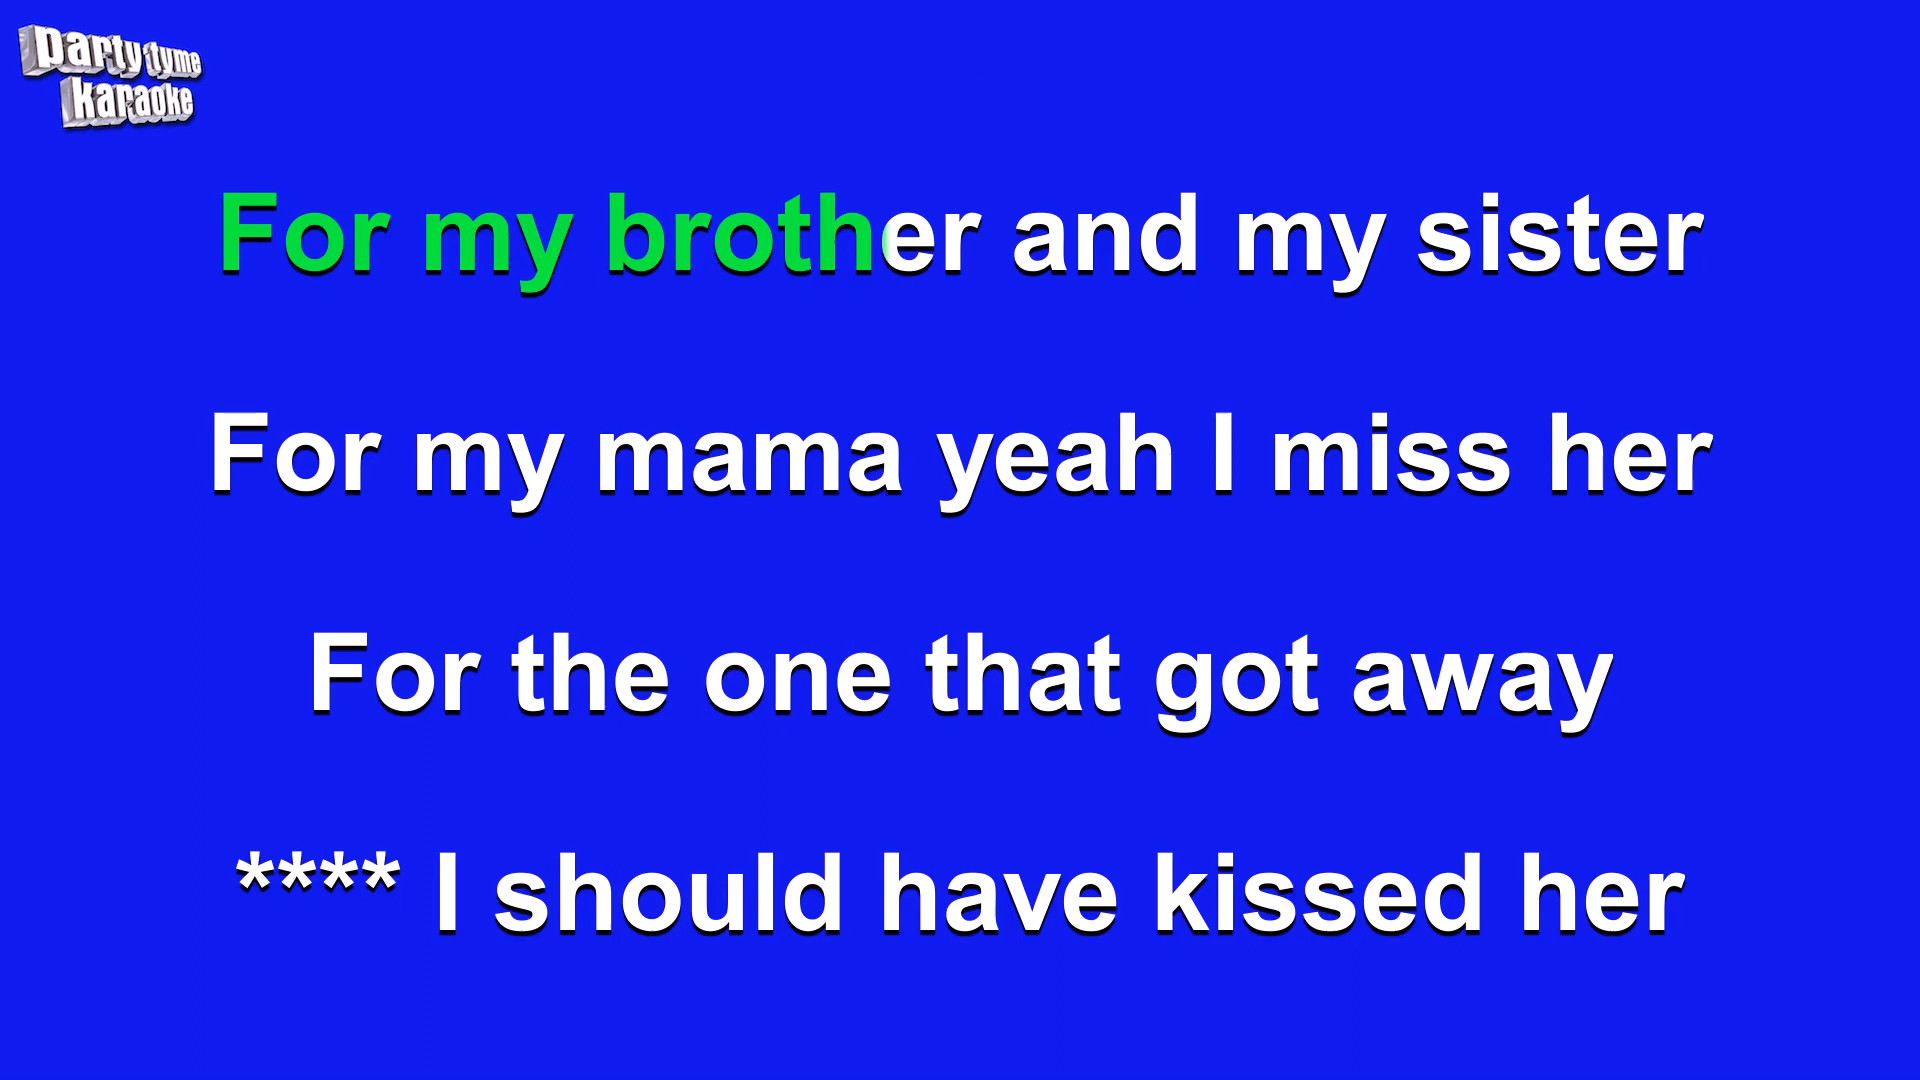 party tyme
karaoke
For my brother and my sister
For my mama yeah I miss her
For the one that got away
**** I should have kissed her